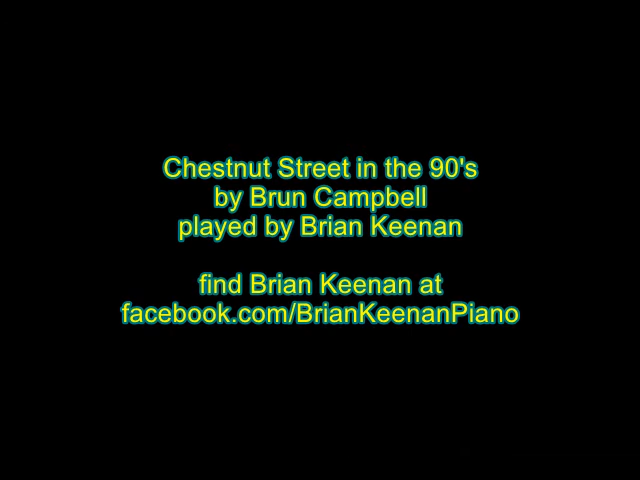 Chestnut Street in the 90's
by Brun Campbell
played by Brian Keenan
find Brian Keenan at
facebook.com/BrianKeenanPiano